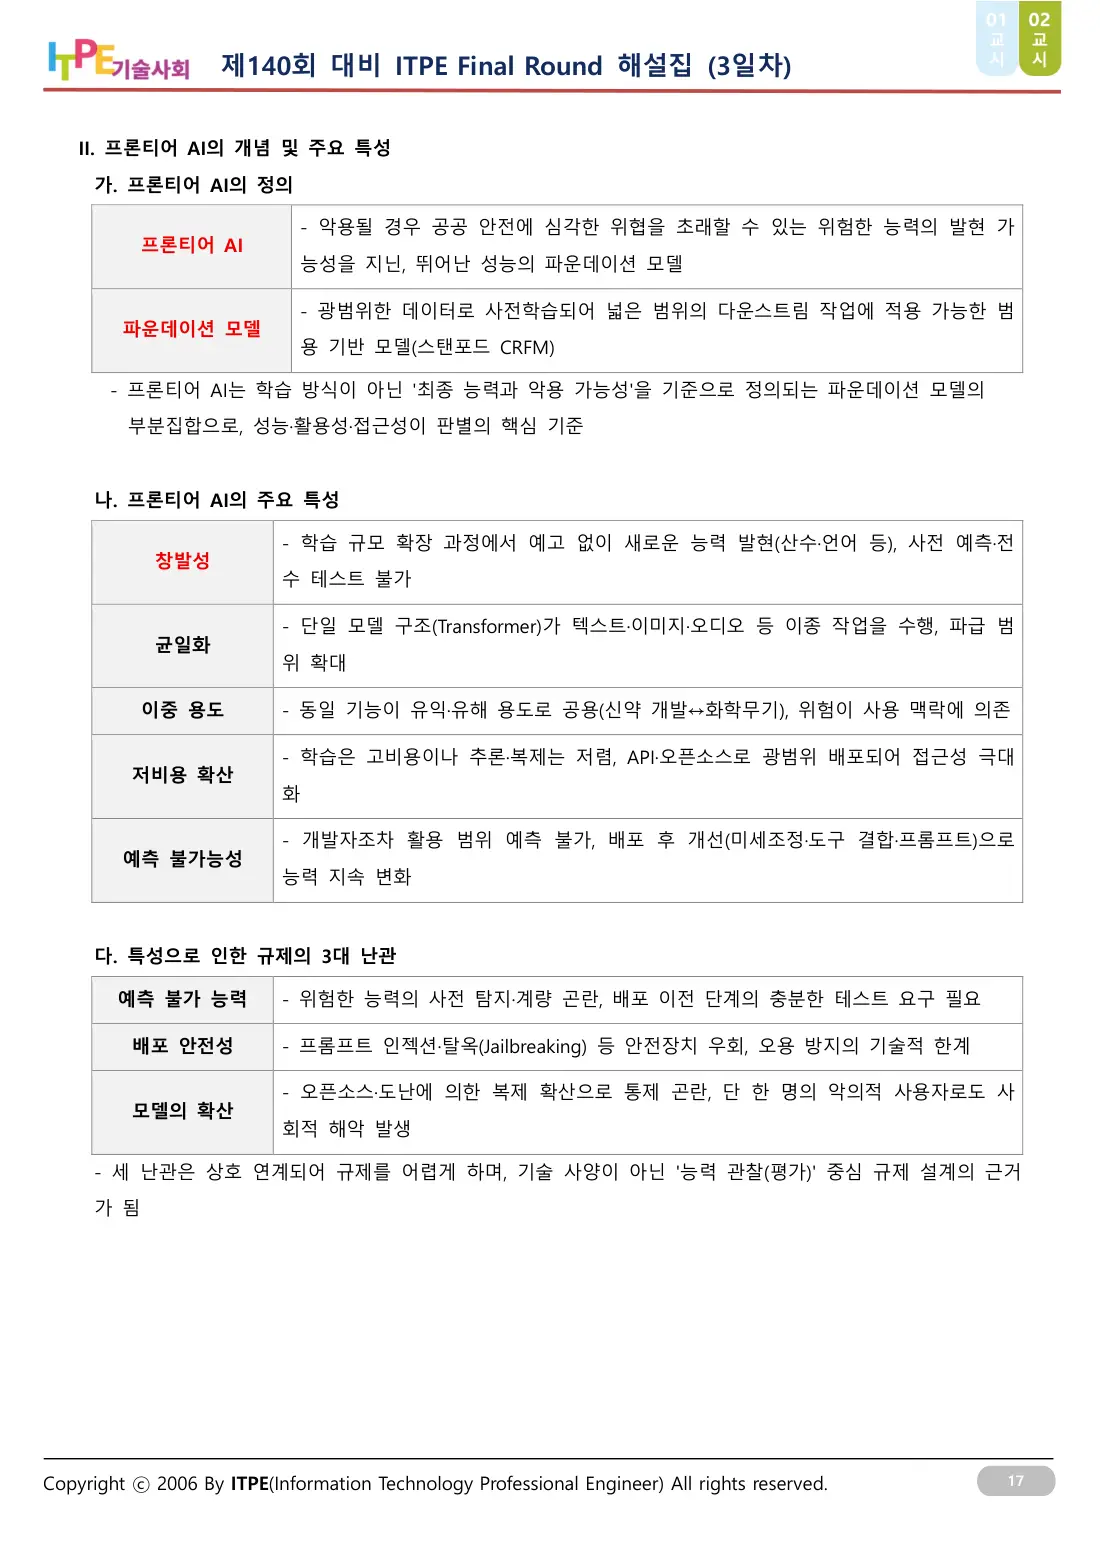 01
교
시
02
교
시
ITPE기술사회 제140회 대비 ITPE Final Round 해설집 (3일차)
II. 프론티어 AI의 개념 및 주요 특성
가. 프론티어 AI의 정의
프론티어 AI
- 악용될 경우 공공 안전에 심각한 위협을 초래할 수 있는 위험한 능력의 발현 가
능성을 지닌, 뛰어난 성능의 파운데이션 모델
파운데이션 모델
- 광범위한 데이터로 사전학습되어 넓은 범위의 다운스트림 작업에 적용 가능한 범
용 기반 모델(스탠포드 CRFM)
- 프론티어 AI는 학습 방식이 아닌 '최종 능력과 악용 가능성'을 기준으로 정의되는 파운데이션 모델의
부분집합으로, 성능·활용성·접근성이 판별의 핵심 기준
나. 프론티어 AI의 주요 특성
창발성
- 학습 규모 확장 과정에서 예고 없이 새로운 능력 발현(산수·언어 등), 사전 예측·전
수 테스트 불가
균일화
- 단일 모델 구조(Transformer)가 텍스트·이미지·오디오 등 이종 작업을 수행, 파급 범
위 확대
이중 용도
- 동일 기능이 유익·유해 용도로 공용(신약 개발↔화학무기), 위험이 사용 맥락에 의존
저비용 확산
- 학습은 고비용이나 추론·복제는 저렴, API·오픈소스로 광범위 배포되어 접근성 극대
화
예측 불가능성
- 개발자조차 활용 범위 예측 불가, 배포 후 개선(미세조정·도구 결합·프롬프트)으로
능력 지속 변화
다. 특성으로 인한 규제의 3대 난관
예측 불가 능력
- 위험한 능력의 사전 탐지·계량 곤란, 배포 이전 단계의 충분한 테스트 요구 필요
배포 안전성
- 프롬프트 인젝션·탈옥(Jailbreaking) 등 안전장치 우회, 오용 방지의 기술적 한계
모델의 확산
- 오픈소스·도난에 의한 복제 확산으로 통제 곤란, 단 한 명의 악의적 사용자로도 사
회적 해악 발생
- 세 난관은 상호 연계되어 규제를 어렵게 하며, 기술 사양이 아닌 '능력 관찰(평가)' 중심 규제 설계의 근거
가 됨
Copyright ⓒ 2006 By ITPE(Information Technology Professional Engineer) All rights reserved.
17